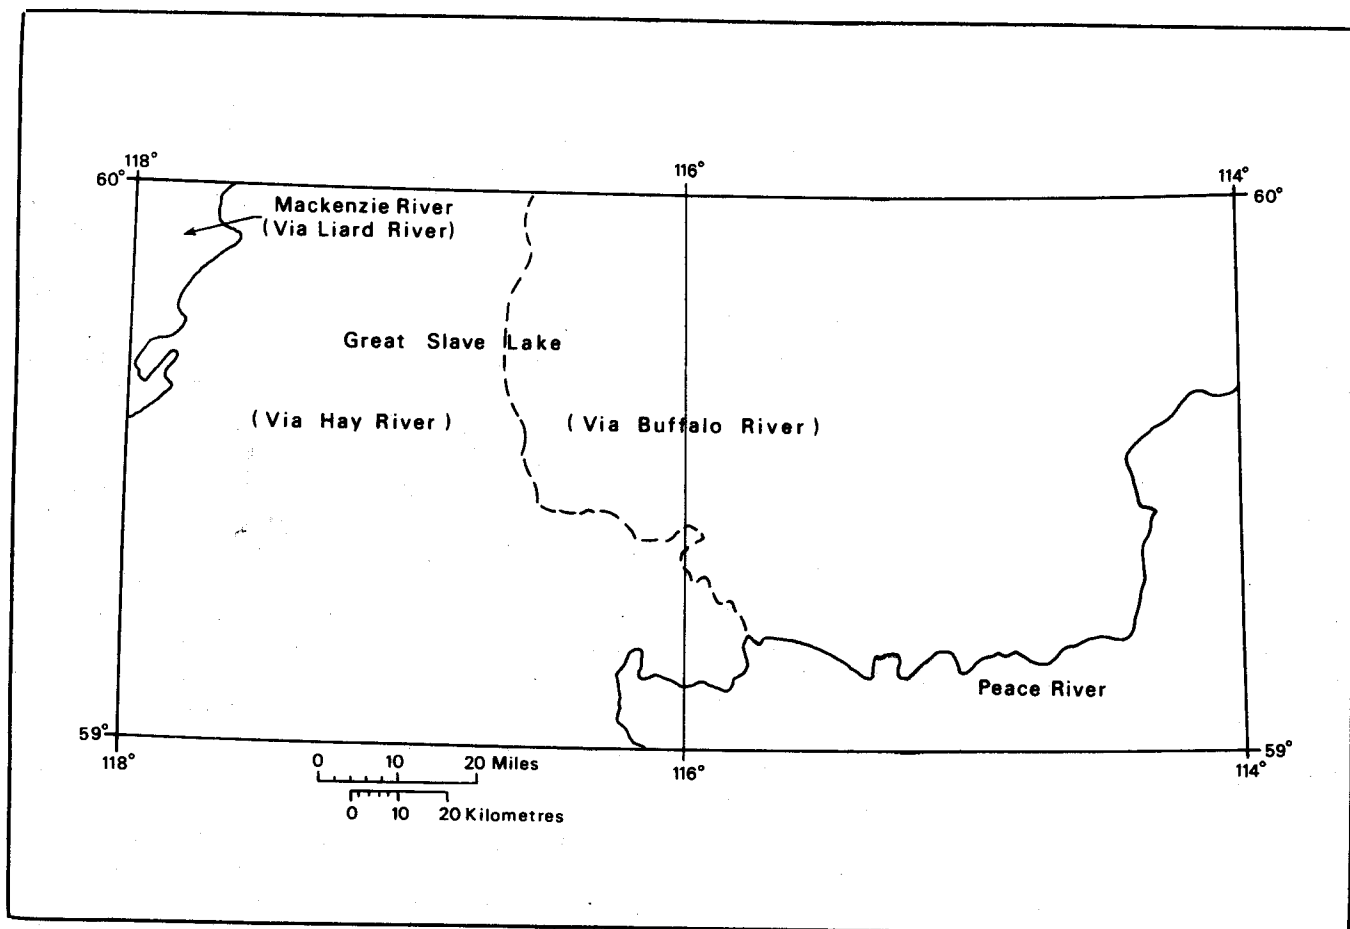 118°
116°
114°
60°
60°
Mackenzie River
(Via Liard River)
Great Slave Lake
(Via Hay River)
(Via Buffalo River)
Peace River
59°
59°
118°
116°
114°
0 10 20 Miles
0 10 20 Kilometres